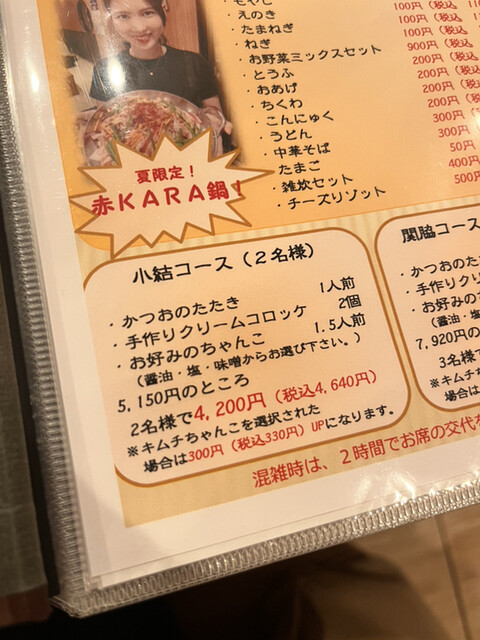 もやし 100円(税込 11
えのき 100円(税込 110
たまねぎ 100円(税込
ねぎ 100円(税込
お野菜ミックスセット 900円(税込
とうふ 200円(税込
おあげ 200円(税
ちくわ 200円(税
こんにゃく 300円(
うどん 300円(
中華そば 50円
たまご 400円
・雑炊セット 500円
・チーズリゾット
夏限定!
赤KARA鍋!
小結コース(2名様)
・かつおのたたき 1人前
・手作りクリームコロッケ 2個
・お好みのちゃんこ 1.5人前
(醤油・塩・味噌からお選び下さい。)
5,150円のところ
2名様で4,200円(税込4,640円)
※キムチちゃんこを選択された
場合は300円(税込330円)UPになります。
関脇コース
・かつおのた
・手作りク
・お好みの
(醤油・塩
7,920円の
3名様
※キムチ
場合は
混雑時は、2時間でお席の交代を